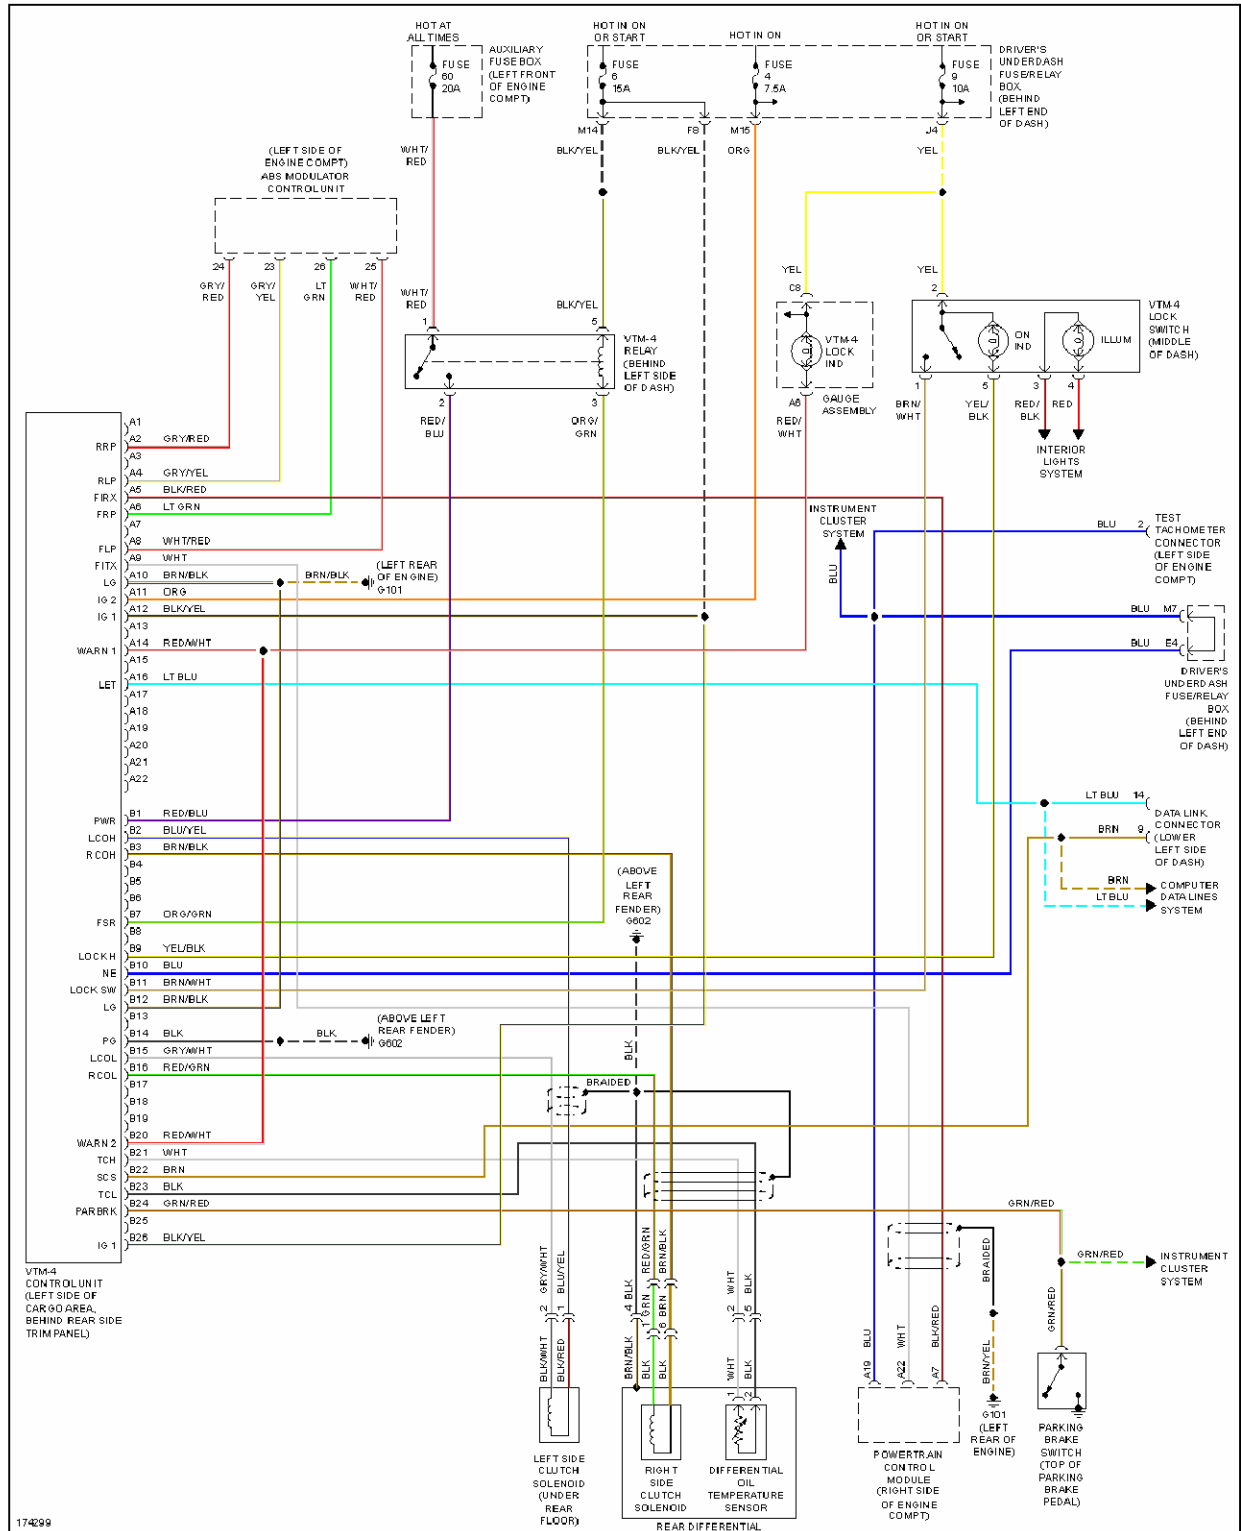 HOT AT
ALL TIMES
HOT IN ON
OR START
HOT IN ON
HOT IN ON
OR START
FUSE
60
20A
AUXILIARY
FUSE BOX
(LEFT FRONT
OF ENGINE
COMPT)
FUSE
6
15A
FUSE
4
7.5A
FUSE
9
10A
DRIVER'S
UNDERDASH
FUSE/RELAY
BOX
(BEHIND
LEFT END
OF DASH)
M14
F8
M15
J4
WHT/
RED
BLK/YEL
BLK/YEL
ORG
YEL
(LEFT SIDE OF
ENGINE COMPT)
ABS MODULATOR
CONTROL UNIT
24
23
26
25
GRY/
RED
GRY/
YEL
LT
GRN
WHT/
RED
WHT/
RED
BLK/YEL
YEL
YEL
1
5
C8
2
VTM-4
RELAY
(BEHIND
LEFT SIDE
OF DASH)
VTM-4
LOCK
IND
ON
IND
ILLUM
VTM-4
LOCK
SWITCH
(MIDDLE
OF DASH)
2
3
A6
GAUGE
ASSEMBLY
1
5
3
4
RED/
BLU
ORG/
GRN
RED/
WHT
BRN/
WHT
YEL/
BLK
RED/
BLK
RED
INTERIOR
LIGHTS
SYSTEM
A1
RRP A2 GRY/RED
A3
RLP A4 GRY/YEL
FIRX A5 BLK/RED
FRP A6 LT GRN
A7
FLP A8 WHT/RED
FITX A9 WHT
LG A10 BRN/BLK
IG 2 A11 ORG
IG 1 A12 BLK/YEL
A13
WARN 1 A14 RED/WHT
A15
LET A16 LT BLU
A17
A18
A19
A20
A21
A22
BRN/BLK
(LEFT REAR
OF ENGINE)
G101
INSTRUMENT
CLUSTER
SYSTEM
BLU
BLU 2
TEST
TACHOMETER
CONNECTOR
(LEFT SIDE
OF ENGINE
COMPT)
BLU M7
BLU E4
DRIVER'S
UNDERDASH
FUSE/RELAY
BOX
(BEHIND
LEFT END
OF DASH)
PWR B1 RED/BLU
LCOH B2 BLU/YEL
RCOH B3 BRN/BLK
B4
B5
B6
FSR B7 ORG/GRN
B8
LOCK H B9 YEL/BLK
NE B10 BLU
LOCK SW B11 BRN/WHT
LG B12 BRN/BLK
B13
PG B14 BLK
LCOL B15 GRY/WHT
RCOL B16 RED/GRN
B17
B18
B19
WARN 2 B20 RED/WHT
TCH B21 WHT
SCS B22 BRN
TCL B23 BLK
PARBRK B24 GRN/RED
B25
IG 1 B26 BLK/YEL
LT BLU 14
BRN 9
DATA LINK
CONNECTOR
(LOWER
LEFT SIDE
OF DASH)
BRN
LT BLU
COMPUTER
DATA LINES
SYSTEM
(ABOVE
LEFT
REAR
FENDER)
G602
BLK
(ABOVE LEFT
REAR FENDER)
G602
BLK
BRAIDED
VTM-4
CONTROL UNIT
(LEFT SIDE OF
CARGO AREA,
BEHIND REAR SIDE
TRIM PANEL)
GRN/RED
GRN/RED
INSTRUMENT
CLUSTER
SYSTEM
GRY/WHT
BLU/YEL
BLK
RED/GRN
BRN/BLK
WHT
BLK
BRAIDED
GRN/RED
2
1
4
GRN
BRN
2
5
1
6
BLK/WHT
BLK/RED
BRN/BLK
BLK
BLK
WHT
BLK
1
2
BLU
WHT
BLK/RED
BRN/YEL
A19
A22
A7
LEFT SIDE
CLUTCH
SOLENOID
(UNDER
REAR
FLOOR)
RIGHT
SIDE
CLUTCH
SOLENOID
DIFFERENTIAL
OIL
TEMPERATURE
SENSOR
REAR DIFFERENTIAL
POWERTRAIN
CONTROL
MODULE
(RIGHT SIDE
OF ENGINE
COMPT)
G101
(LEFT
REAR OF
ENGINE)
PARKING
BRAKE
SWITCH
(TOP OF
PARKING
BRAKE
PEDAL)
174299